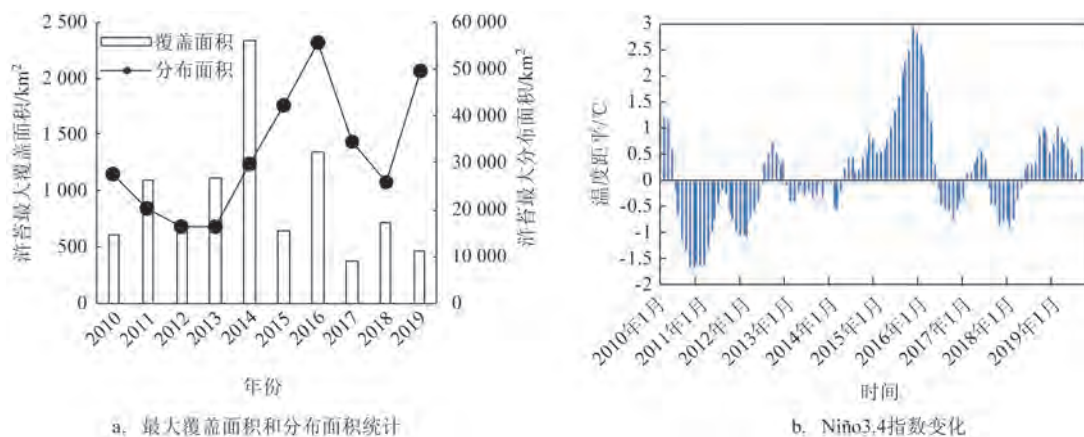 浒苔最大覆盖面积/km²
2 500
2 000
1 500
1 000
500
0
覆盖面积
分布面积
60 000
50 000
40 000
30 000
20 000
10 000
0
浒苔最大分布面积/km²
2010
2011
2012
2013
2014
2015
2016
2017
2018
2019
年份
a. 最大覆盖面积和分布面积统计
温度距平/℃
3
2.5
2
1.5
1
0.5
0
-0.5
-1
-1.5
-2
2010年1月
2011年1月
2012年1月
2013年1月
2014年1月
2015年1月
2016年1月
2017年1月
2018年1月
2019年1月
时间
b. Niño3.4指数变化